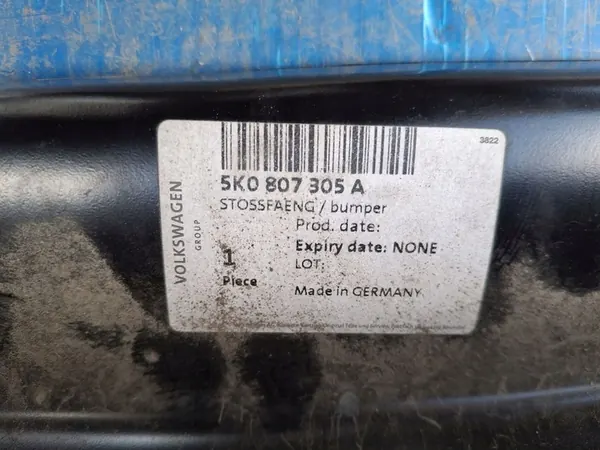 3822
5K0 807 305 A
STOSSFAENG / bumper
Prod. date:
Expiry date: NONE
LOT:
1
Piece
Made in GERMANY
VOLKSWAGEN
GROUP